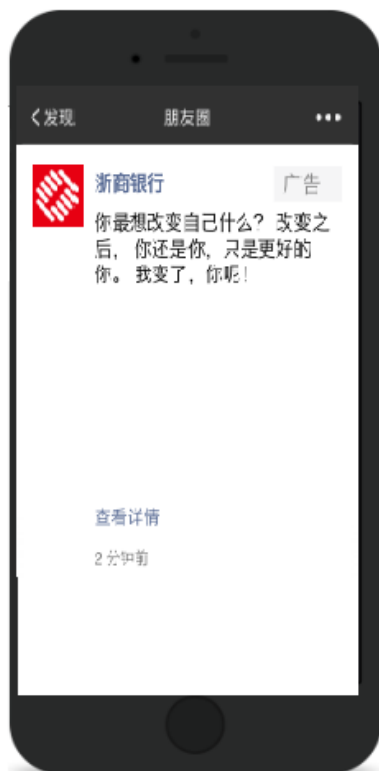 发现
朋友圈
浙商银行
广告
你最想改变自己什么？ 改变之
后， 你还是你，只是更好的
你。 我变了，你呢！
查看详情
2 分钟前